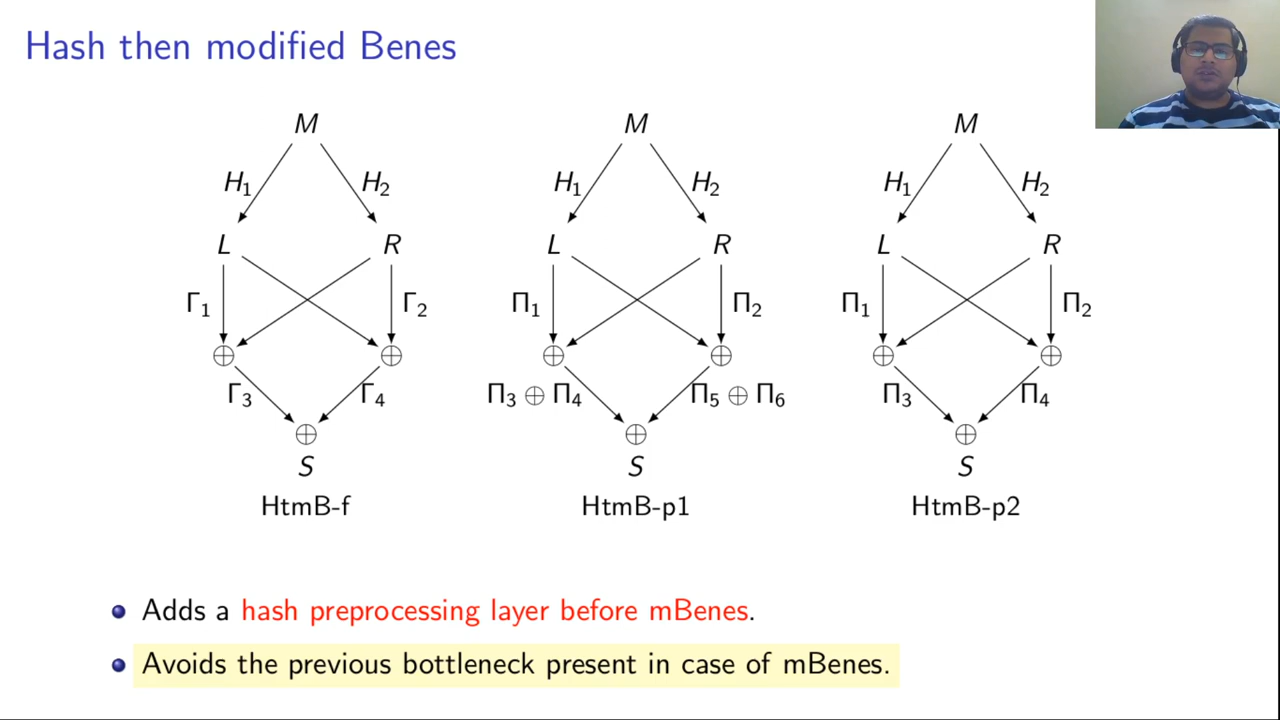 Hash then modified Benes
M M M
H₁ H₂ H₁ H₂ H₁ H₂
L R L R L R
Γ₁ Γ₂ Π₁ Π₂ Π₁ Π₂
⊕ ⊕ ⊕ ⊕ ⊕ ⊕
Γ₃ Γ₄ Π₃ ⊕ Π₄ Π₅ ⊕ Π₆ Π₃ Π₄
⊕ ⊕ ⊕
S S S
HtmB-f HtmB-p1 HtmB-p2
Adds a hash preprocessing layer before mBenes.
Avoids the previous bottleneck present in case of mBenes.